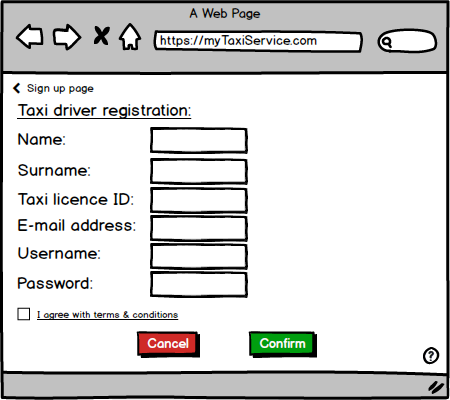 A Web Page
https://myTaxiService.com
Sign up page
Taxi driver registration:
Name:
Surname:
Taxi licence ID:
E-mail address:
Username:
Password:
I agree with terms & conditions
Cancel Confirm
?